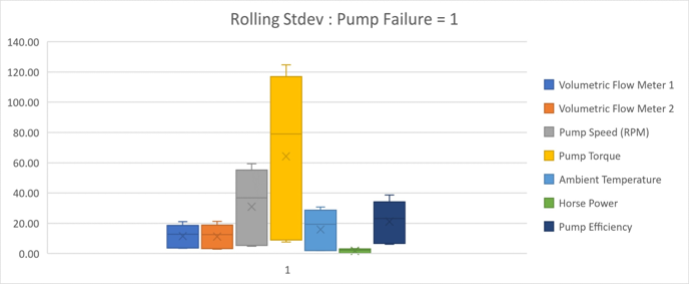 Rolling Stdev : Pump Failure = 1
140.00
120.00
100.00
80.00
60.00
40.00
20.00
0.00
1
Volumetric Flow Meter 1
Volumetric Flow Meter 2
Pump Speed (RPM)
Pump Torque
Ambient Temperature
Horse Power
Pump Efficiency